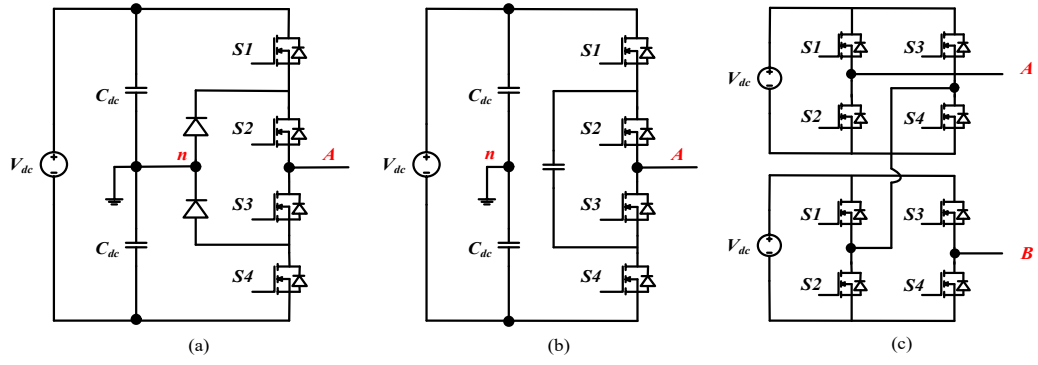 S1
C_dc
S2
n
A
V_dc
S3
C_dc
S4
(a)
S1
C_dc
S2
n
A
V_dc
S3
C_dc
S4
(b)
S1
S3
A
V_dc
S2
S4
S1
S3
V_dc
B
S2
S4
(c)